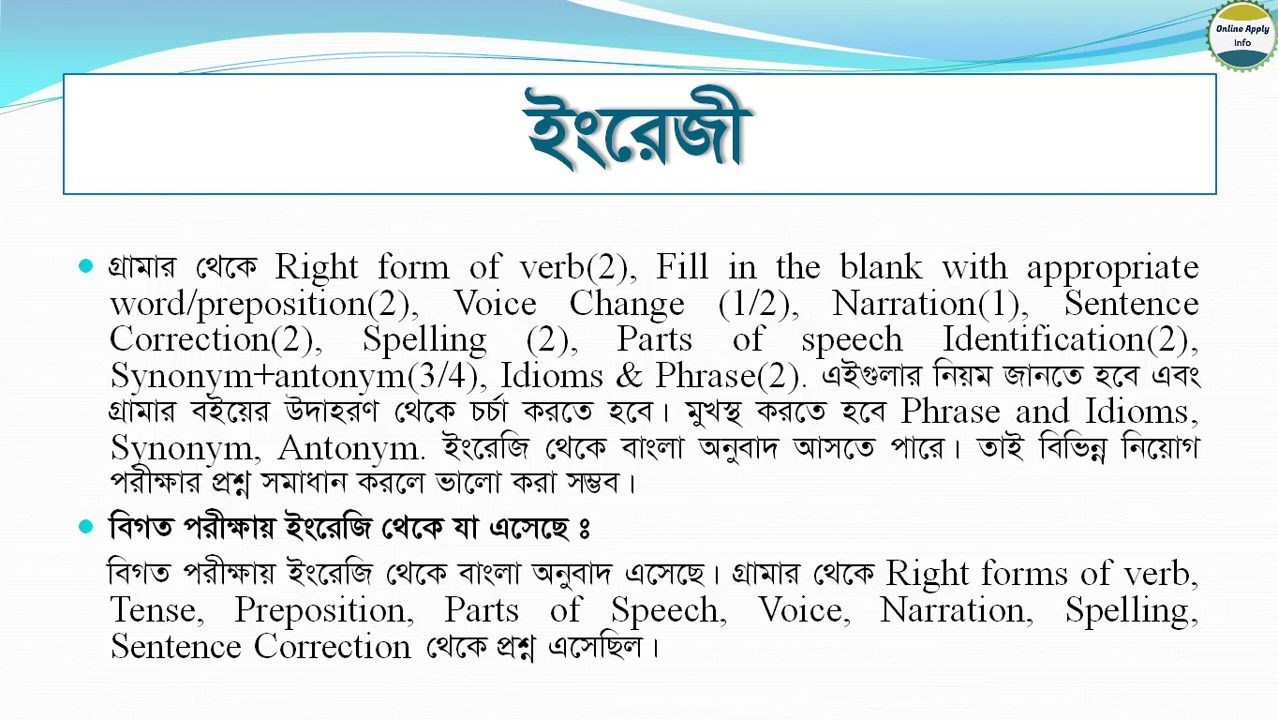 Online Apply
Info
ইংরেজী
গ্রামার থেকে Right form of verb(2), Fill in the blank with appropriate
word/preposition(2), Voice Change (1/2), Narration(1), Sentence
Correction(2), Spelling (2), Parts of speech Identification(2),
Synonym+antonym(3/4), Idioms & Phrase(2). এইগুলার নিয়ম জানতে হবে এবং
গ্রামার বইয়ের উদাহরণ থেকে চর্চা করতে হবে। মুখস্থ করতে হবে Phrase and Idioms,
Synonym, Antonym. ইংরেজি থেকে বাংলা অনুবাদ আসতে পারে। তাই বিভিন্ন নিয়োগ
পরীক্ষার প্রশ্ন সমাধান করলে ভালো করা সম্ভব।
বিগত পরীক্ষায় ইংরেজি থেকে যা এসেছে ঃ
বিগত পরীক্ষায় ইংরেজি থেকে বাংলা অনুবাদ এসেছে। গ্রামার থেকে Right forms of verb,
Tense, Preposition, Parts of Speech, Voice, Narration, Spelling,
Sentence Correction থেকে প্রশ্ন এসেছিল।